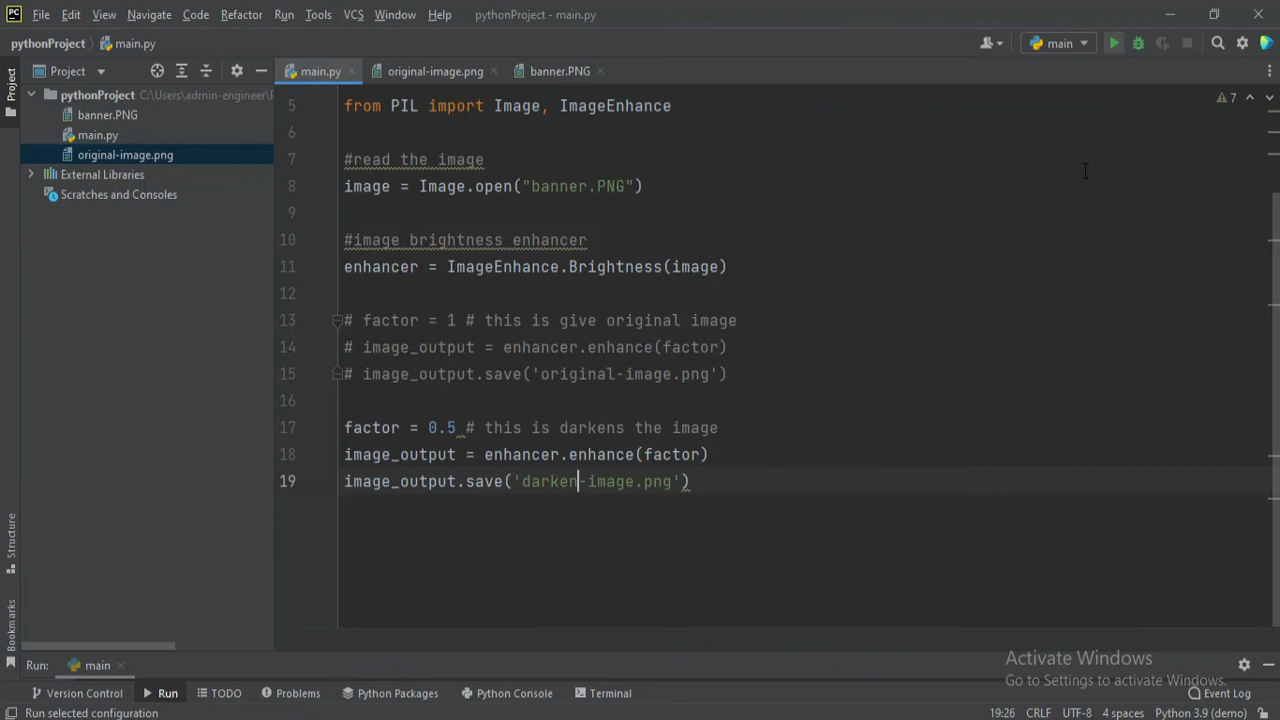 PC File Edit View Navigate Code Refactor Run Tools VCS Window Help pythonProject - main.py
pythonProject main.py main
Project main.py original-image.png banner.PNG
Project
pythonProject C:\Users\admin-engineer\
banner.PNG
main.py
original-image.png
External Libraries
Scratches and Consoles
7
5 from PIL import Image, ImageEnhance
6
7 #read the image
8 image = Image.open("banner.PNG")
9
10 #image brightness enhancer
11 enhancer = ImageEnhance.Brightness(image)
12
13 # factor = 1 # this is give original image
14 # image_output = enhancer.enhance(factor)
15 # image_output.save('original-image.png')
16
17 factor = 0.5 # this is darkens the image
18 image_output = enhancer.enhance(factor)
19 image_output.save('darken-image.png')
Structure
Bookmarks
Run: main
Activate Windows
Go to Settings to activate Windows.
Version Control Run TODO Problems Python Packages Python Console Terminal Event Log
Run selected configuration 19:26 CRLF UTF-8 4 spaces Python 3.9 (demo)